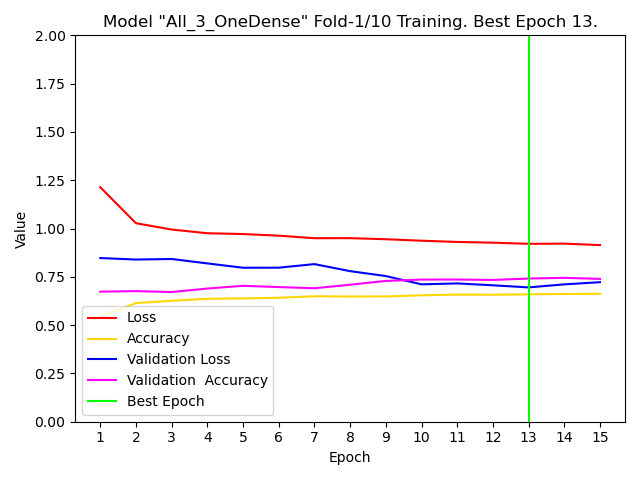 Model "All_3_OneDense" Fold-1/10 Training. Best Epoch 13.
2.00
1.75
1.50
1.25
1.00
0.75
0.50
0.25
0.00
Value
Loss
Accuracy
Validation Loss
Validation  Accuracy
Best Epoch
1 2 3 4 5 6 7 8 9 10 11 12 13 14 15
Epoch